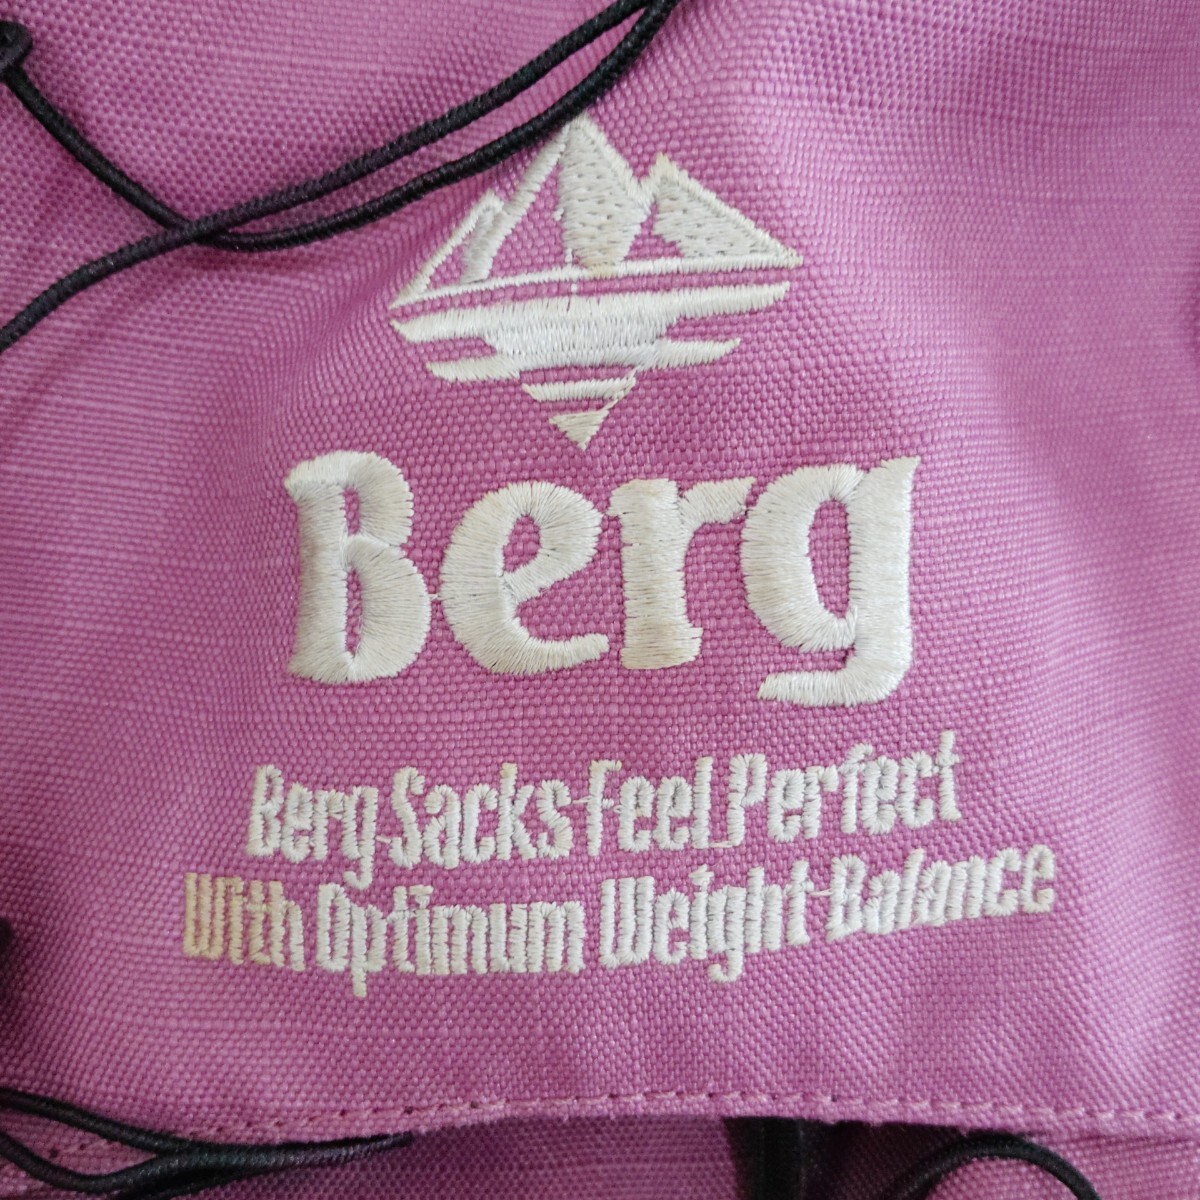 Berg
Berg Sacks Feel Perfect
With Optimum Weight Balance